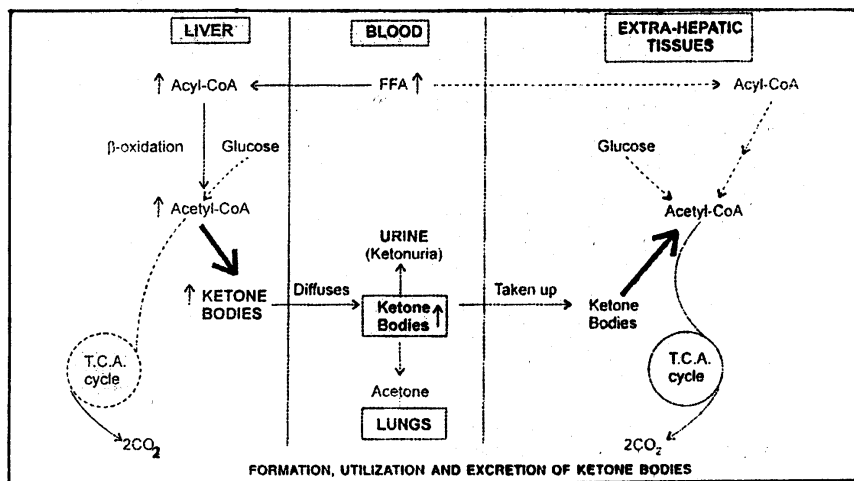 LIVER
BLOOD
EXTRA-HEPATIC
TISSUES
↑ Acyl-CoA
FFA ↑
Acyl-CoA
β-oxidation
Glucose
Glucose
↑ Acetyl-CoA
Acetyl-CoA
URINE
(Ketonuria)
↑ KETONE
BODIES
Diffuses
Ketone
Bodies ↑
Taken up
Ketone
Bodies
T.C.A.
cycle
Acetone
LUNGS
T.C.A.
cycle
2CO2
2CO2
FORMATION, UTILIZATION AND EXCRETION OF KETONE BODIES